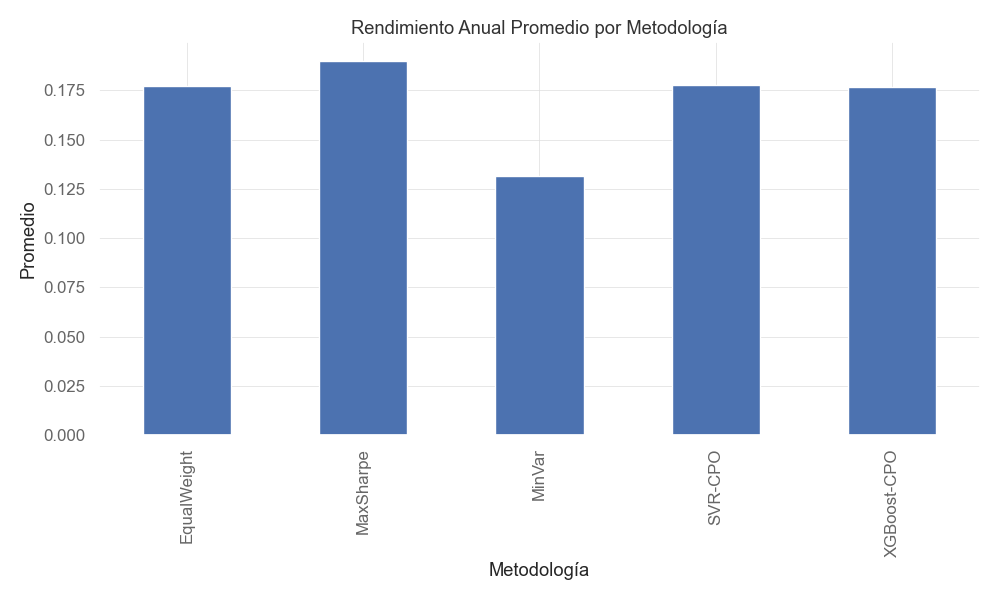 Rendimiento Anual Promedio por Metodología
Promedio
0.175
0.150
0.125
0.100
0.075
0.050
0.025
0.000
EqualWeight
MaxSharpe
MinVar
SVR-CPO
XGBoost-CPO
Metodología